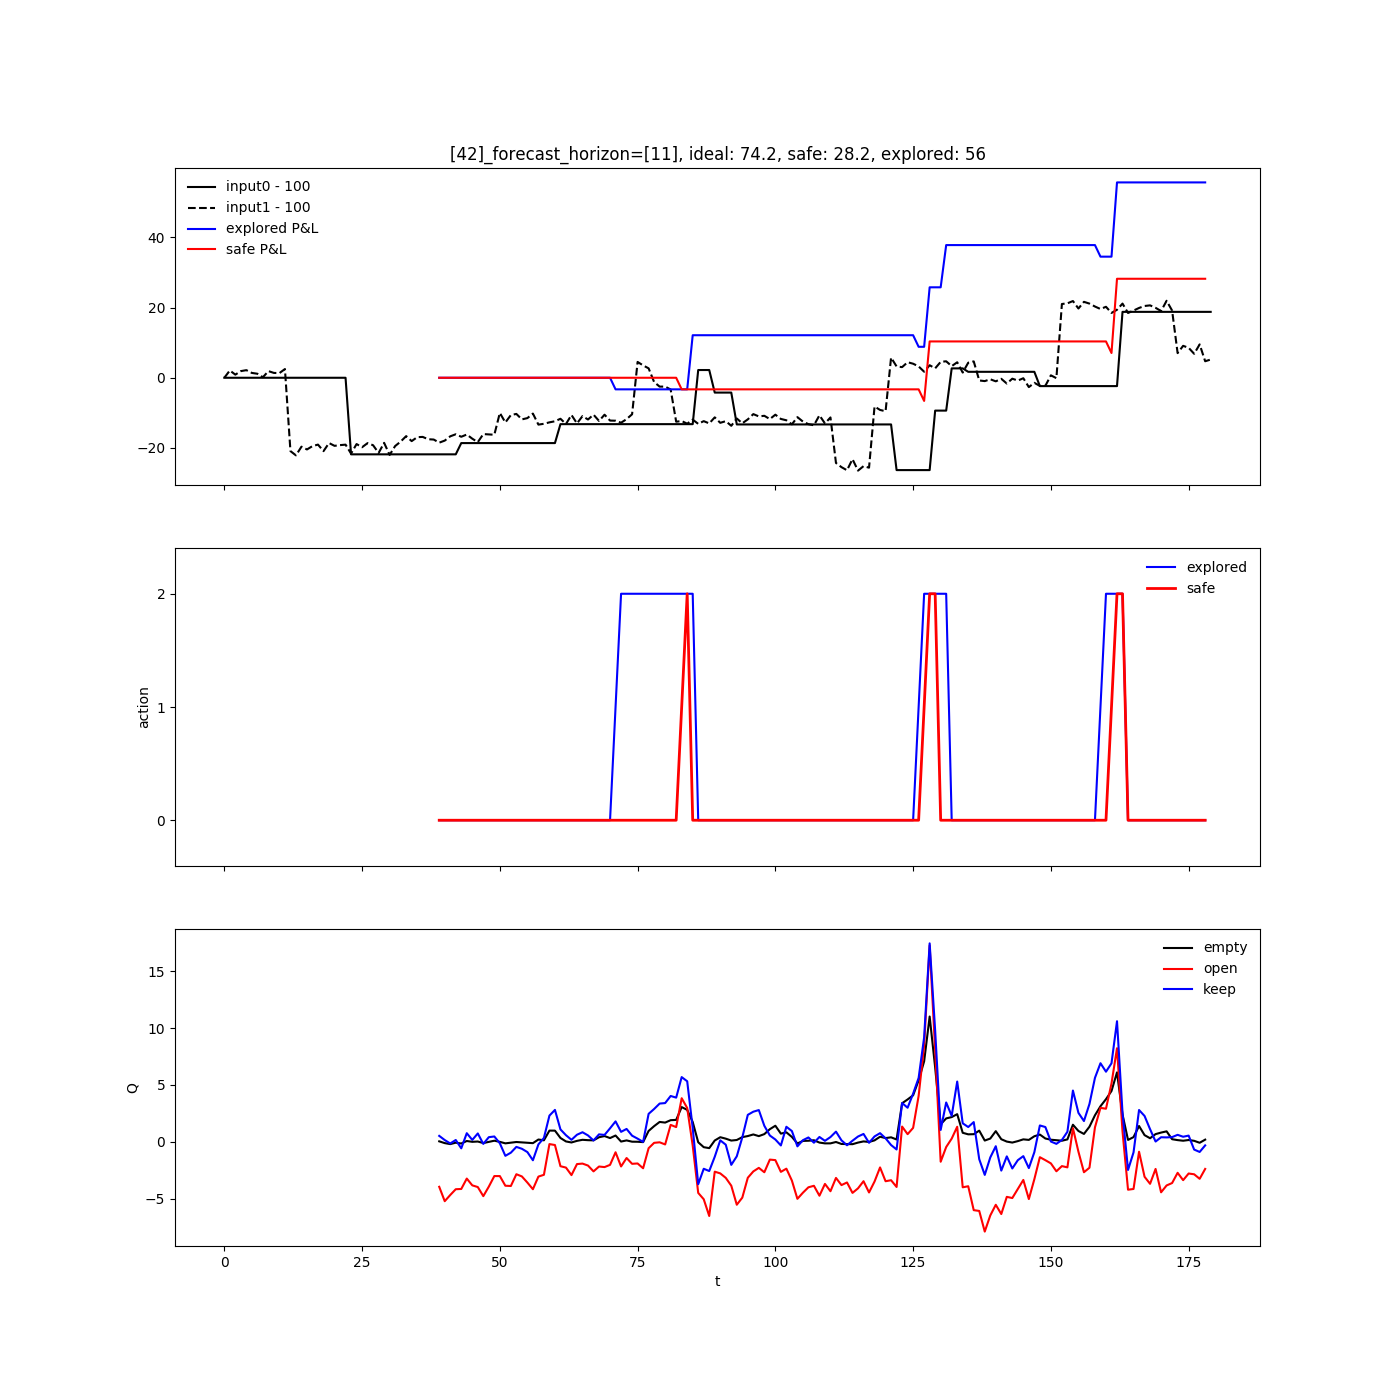 [42]_forecast_horizon=[11], ideal: 74.2, safe: 28.2, explored: 56
input0 - 100
input1 - 100
explored P&L
safe P&L
40
20
0
−20
explored
safe
2
1
0
action
empty
open
keep
15
10
5
0
−5
Q
0 25 50 75 100 125 150 175
t